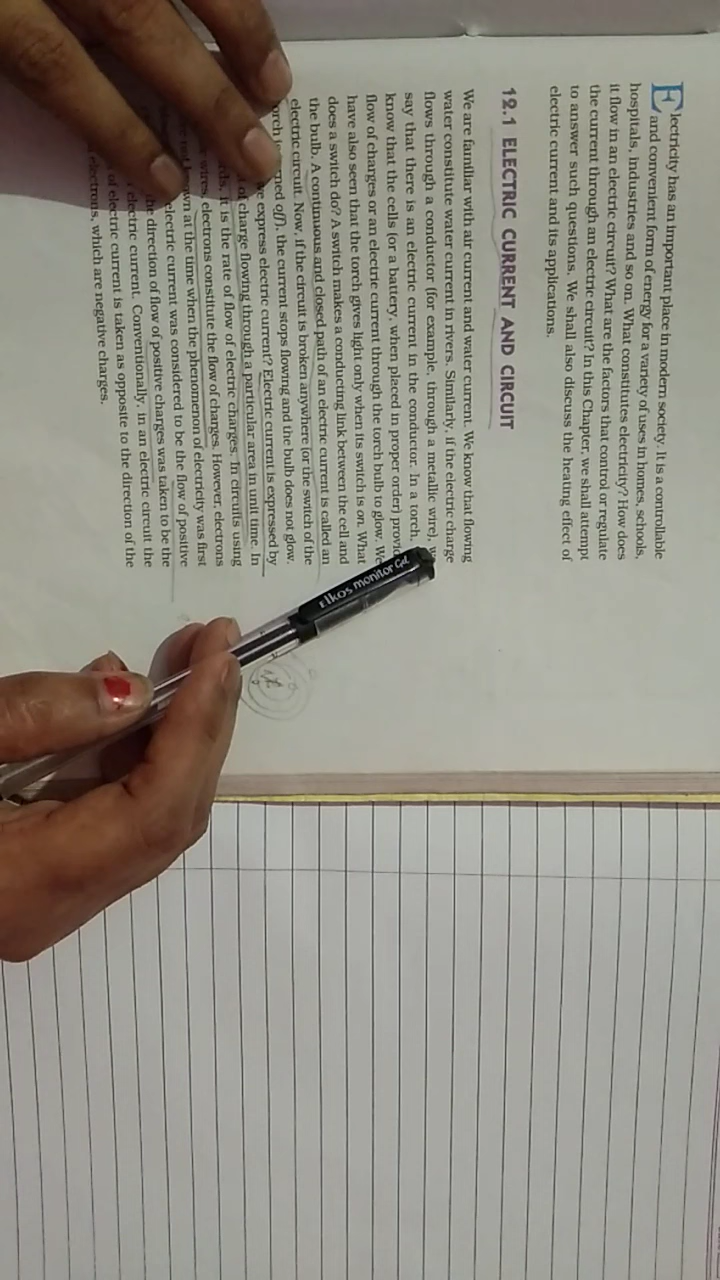 Electricity has an important place in modern society. It is a controllable
and convenient form of energy for a variety of uses in homes, schools,
hospitals, industries and so on. What constitutes electricity? How does
it flow in an electric circuit? What are the factors that control or regulate
the current through an electric circuit? In this Chapter, we shall attempt
to answer such questions. We shall also discuss the heating effect of
electric current and its applications.
12.1 ELECTRIC CURRENT AND CIRCUIT
We are familiar with air current and water current. We know that flowing
water constitute water current in rivers. Similarly, if the electric charge
flows through a conductor (for example, through a metallic wire), we
say that there is an electric current in the conductor. In a torch,
know that the cells (or a battery, when placed in proper order)
flow of charges or an electric current through the torch bulb to glow. We
have also seen that the torch gives light only when its switch is on. What
does a switch do? A switch makes a conducting link between the cell and
the bulb. A continuous and closed path of an electric current is called an
electric circuit. Now, if the circuit is broken anywhere (or the switch of the
off), the current stops flowing and the bulb does not glow.
we express electric current? Electric current is expressed by
of charge flowing through a particular area in unit time. In
it is the rate of flow of electric charges. In circuits using
wires, electrons constitute the flow of charges. However, electrons
at the time when the phenomenon of electricity was first
electric current was considered to be the flow of positive
the direction of flow of positive charges was taken to be the
electric current. Conventionally, in an electric circuit the
of electric current is taken as opposite to the direction of the
electrons, which are negative charges.
Elkos monitor Gel